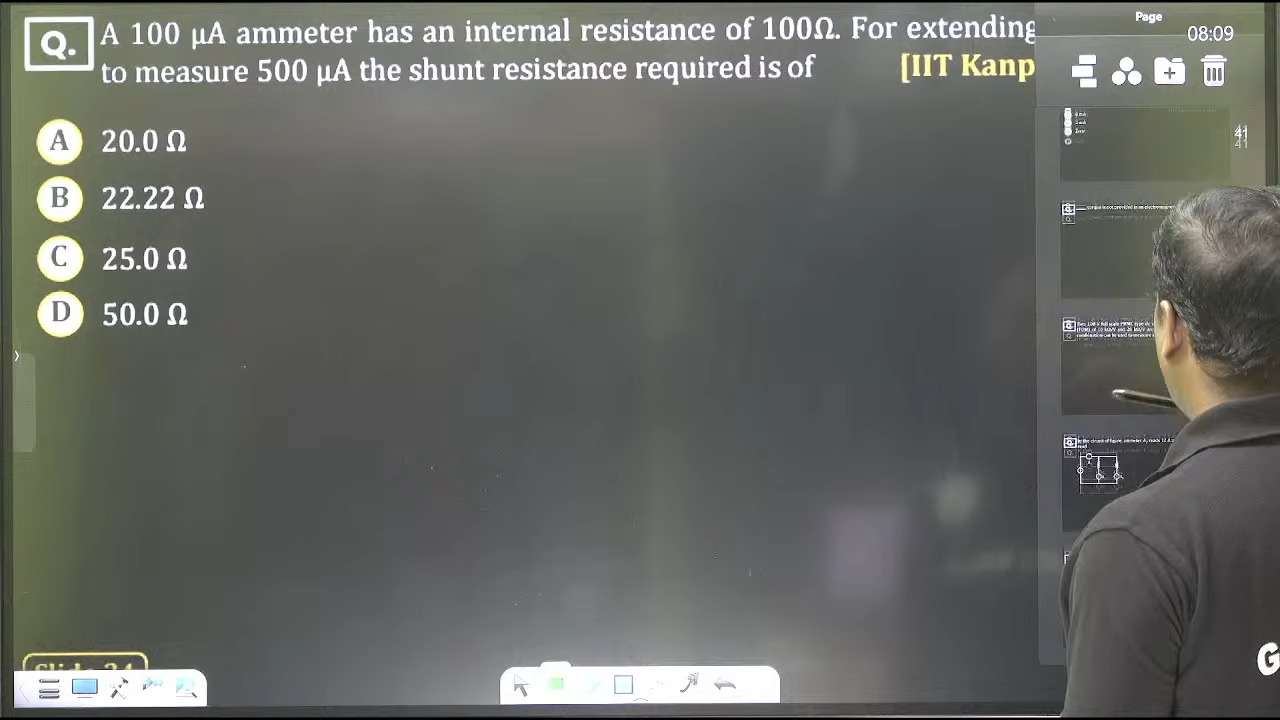 Q. A 100 µA ammeter has an internal resistance of 100Ω. For extending
to measure 500 µA the shunt resistance required is of [IIT Kanp
A 20.0 Ω
B 22.22 Ω
C 25.0 Ω
D 50.0 Ω
Page
08:09
41
41
G